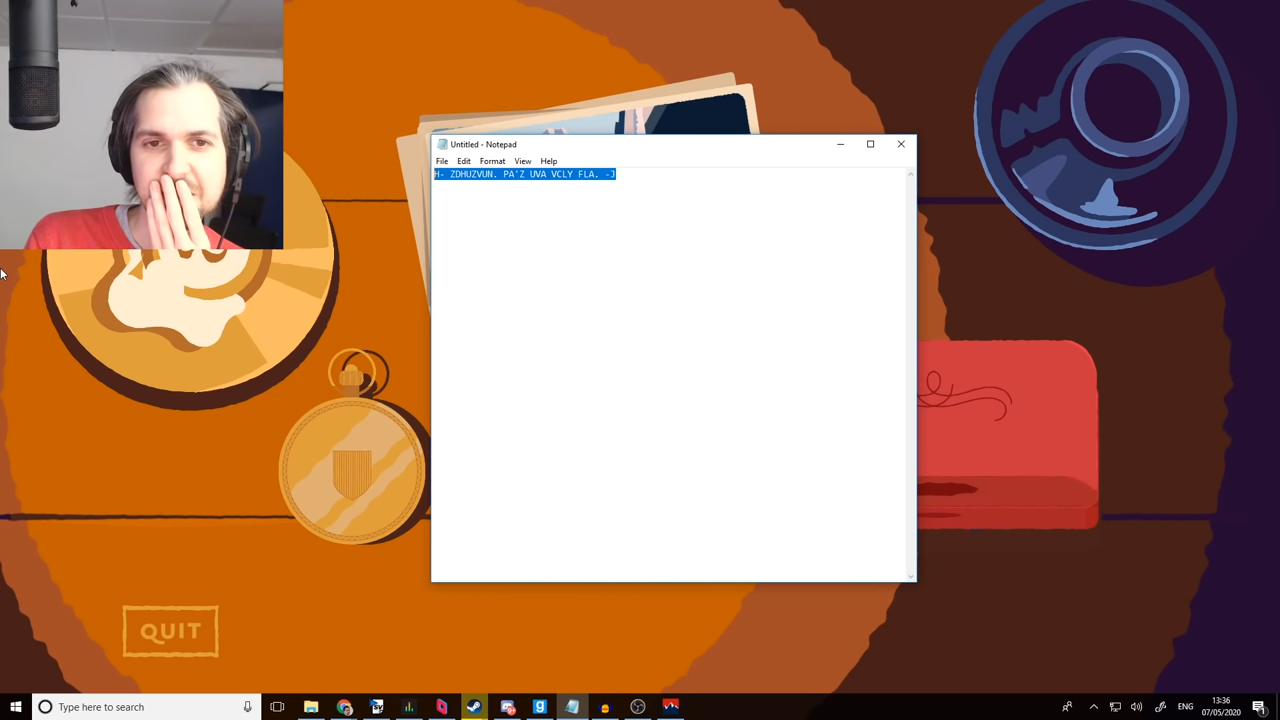 Untitled - Notepad
File Edit Format View Help
H- ZDHUZVUN. PA'Z UVA VCLY FLA. -J
QUIT
Type here to search
ENG
13:36
07/05/2020
1